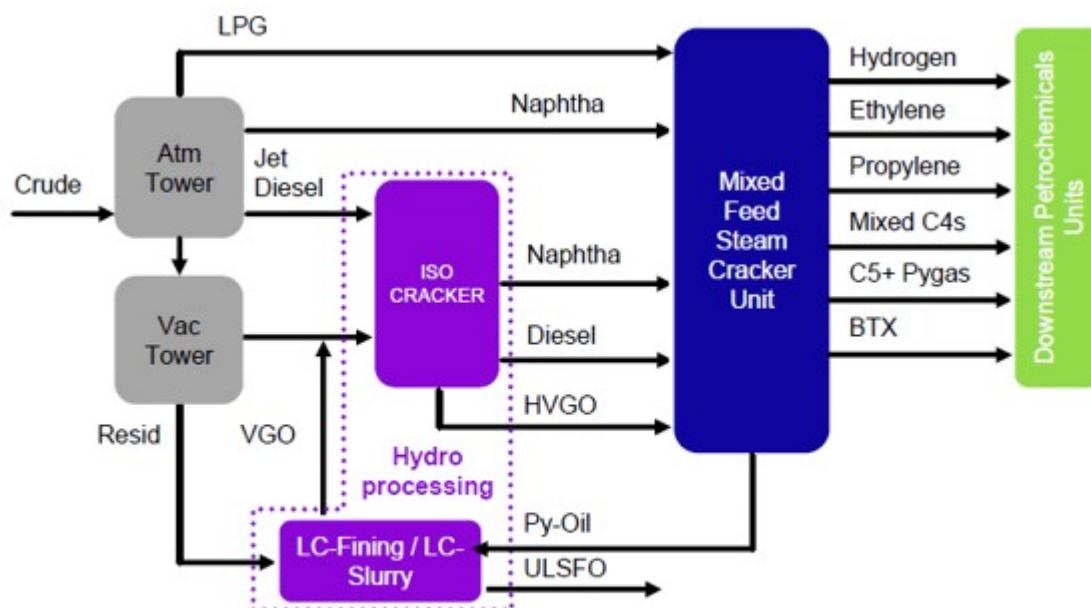 LPG
Hydrogen
Naphtha
Ethylene
Atm
Tower
Jet
Diesel
Crude
Propylene
Mixed
Feed
Steam
Cracker
Unit
Mixed C4s
ISO
CRACKER
Naphtha
C5+ Pygas
Vac
Tower
Diesel
BTX
Downstream Petrochemicals
Units
HVGO
Resid
VGO
Hydro
processing
Py-Oil
LC-Fining / LC-
Slurry
ULSFO